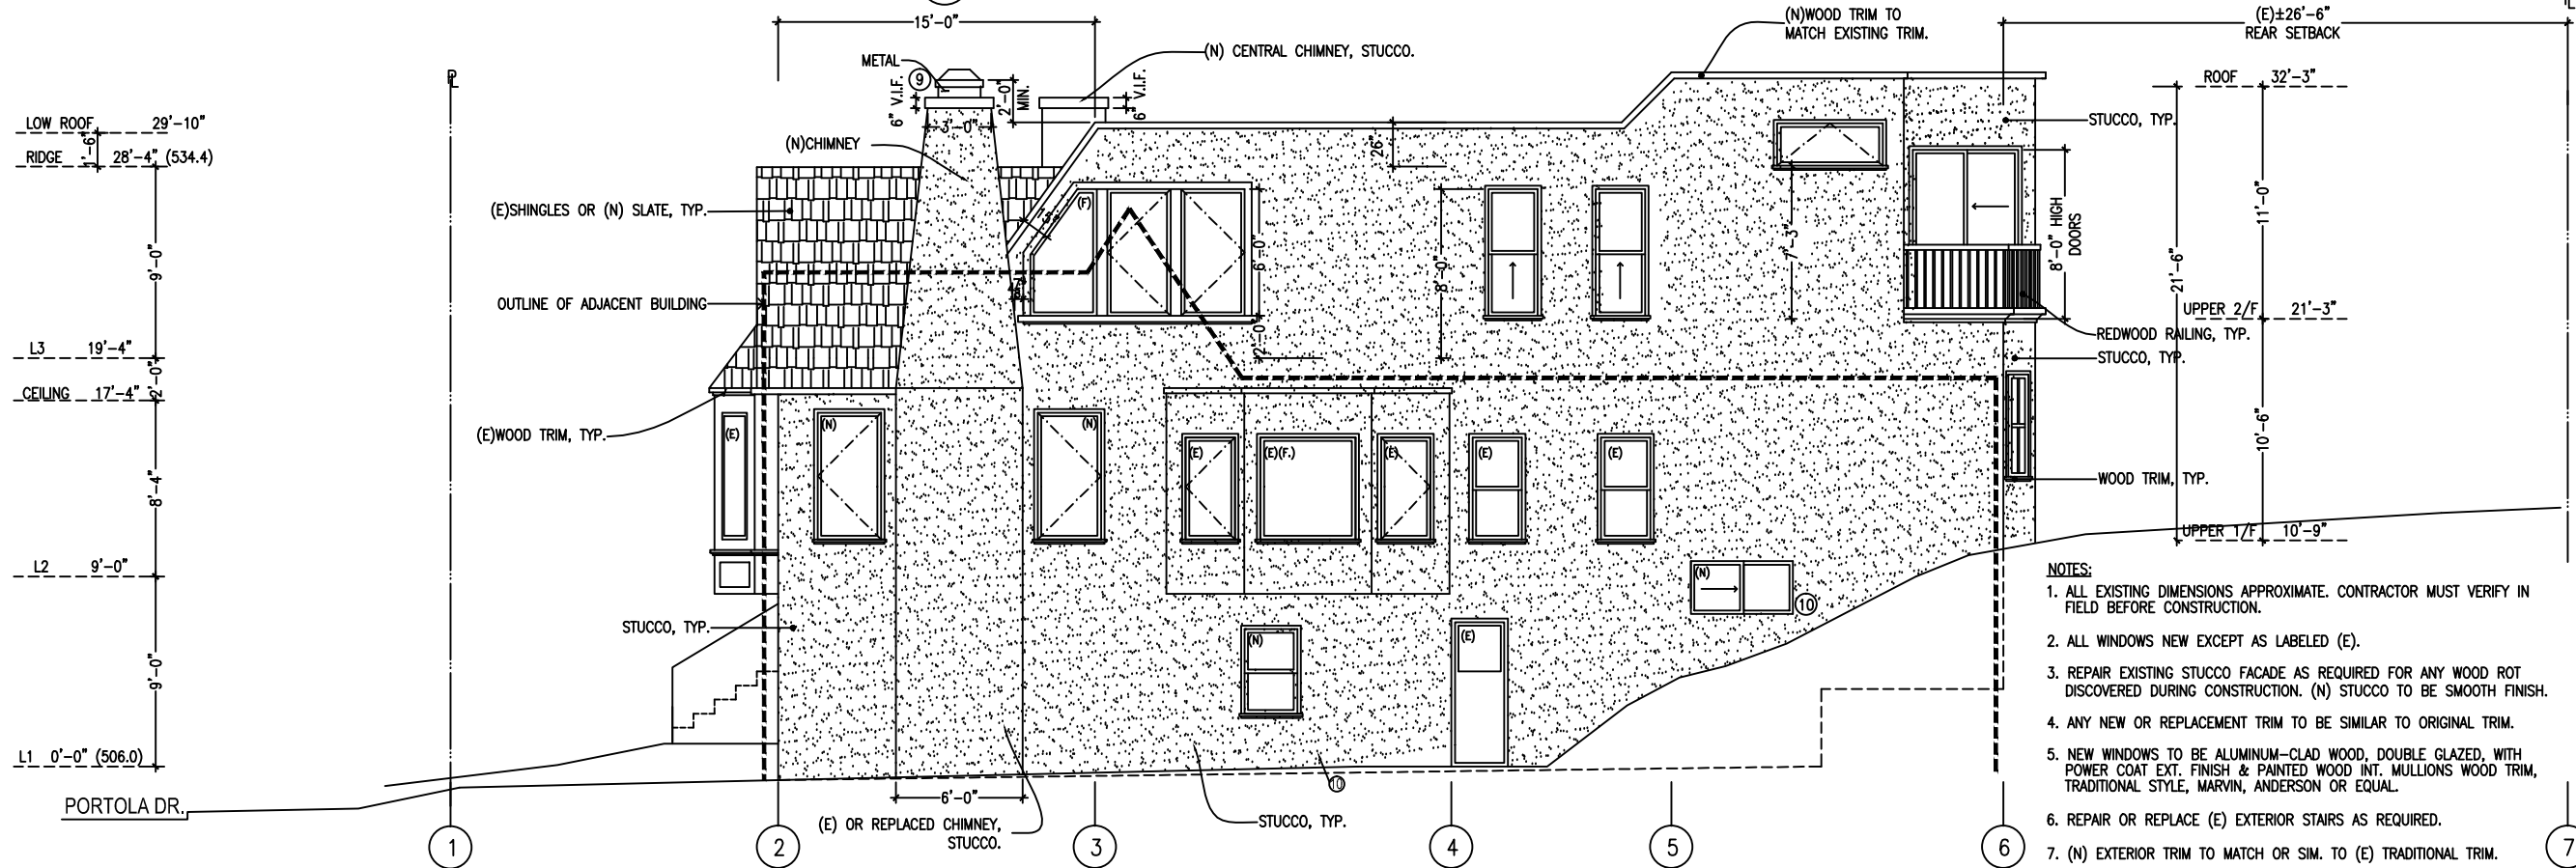 15'-0"
(N)WOOD TRIM TO
MATCH EXISTING TRIM.
(E)±26'-6"
REAR SETBACK
METAL
9
(N) CENTRAL CHIMNEY, STUCCO.
6" V.I.F.
2'-0"
MIN.
6" V.I.F.
3'-0"
ROOF 32'-3"
LOW ROOF 29'-10"
1'-6"
RIDGE 28'-4" (534.4)
(N)CHIMNEY
26"
STUCCO, TYP.
(E)SHINGLES OR (N) SLATE, TYP.
(F)
9'-0"
6'-0"
8'-0"
7'-3"
8'-0" HIGH
DOORS
21'-6"
11'-0"
OUTLINE OF ADJACENT BUILDING
UPPER 2/F 21'-3"
REDWOOD RAILING, TYP.
STUCCO, TYP.
L3 19'-4"
2'-0"
2'-0"
CEILING 17'-4"
(E)WOOD TRIM, TYP.
(E)
(N)
(N)
(E)
(E)(F.)
(E)
(E)
(E)
10'-6"
8'-4"
WOOD TRIM, TYP.
UPPER 1/F 10'-9"
L2 9'-0"
(N)
10
STUCCO, TYP.
(N)
(E)
9'-0"
L1 0'-0" (506.0)
10
PORTOLA DR.
6'-0"
(E) OR REPLACED CHIMNEY,
STUCCO.
STUCCO, TYP.
1
2
3
4
5
6
7
NOTES:
1. ALL EXISTING DIMENSIONS APPROXIMATE. CONTRACTOR MUST VERIFY IN
FIELD BEFORE CONSTRUCTION.
2. ALL WINDOWS NEW EXCEPT AS LABELED (E).
3. REPAIR EXISTING STUCCO FACADE AS REQUIRED FOR ANY WOOD ROT
DISCOVERED DURING CONSTRUCTION. (N) STUCCO TO BE SMOOTH FINISH.
4. ANY NEW OR REPLACEMENT TRIM TO BE SIMILAR TO ORIGINAL TRIM.
5. NEW WINDOWS TO BE ALUMINUM-CLAD WOOD, DOUBLE GLAZED, WITH
POWER COAT EXT. FINISH & PAINTED WOOD INT. MULLIONS WOOD TRIM,
TRADITIONAL STYLE, MARVIN, ANDERSON OR EQUAL.
6. REPAIR OR REPLACE (E) EXTERIOR STAIRS AS REQUIRED.
7. (N) EXTERIOR TRIM TO MATCH OR SIM. TO (E) TRADITIONAL TRIM.